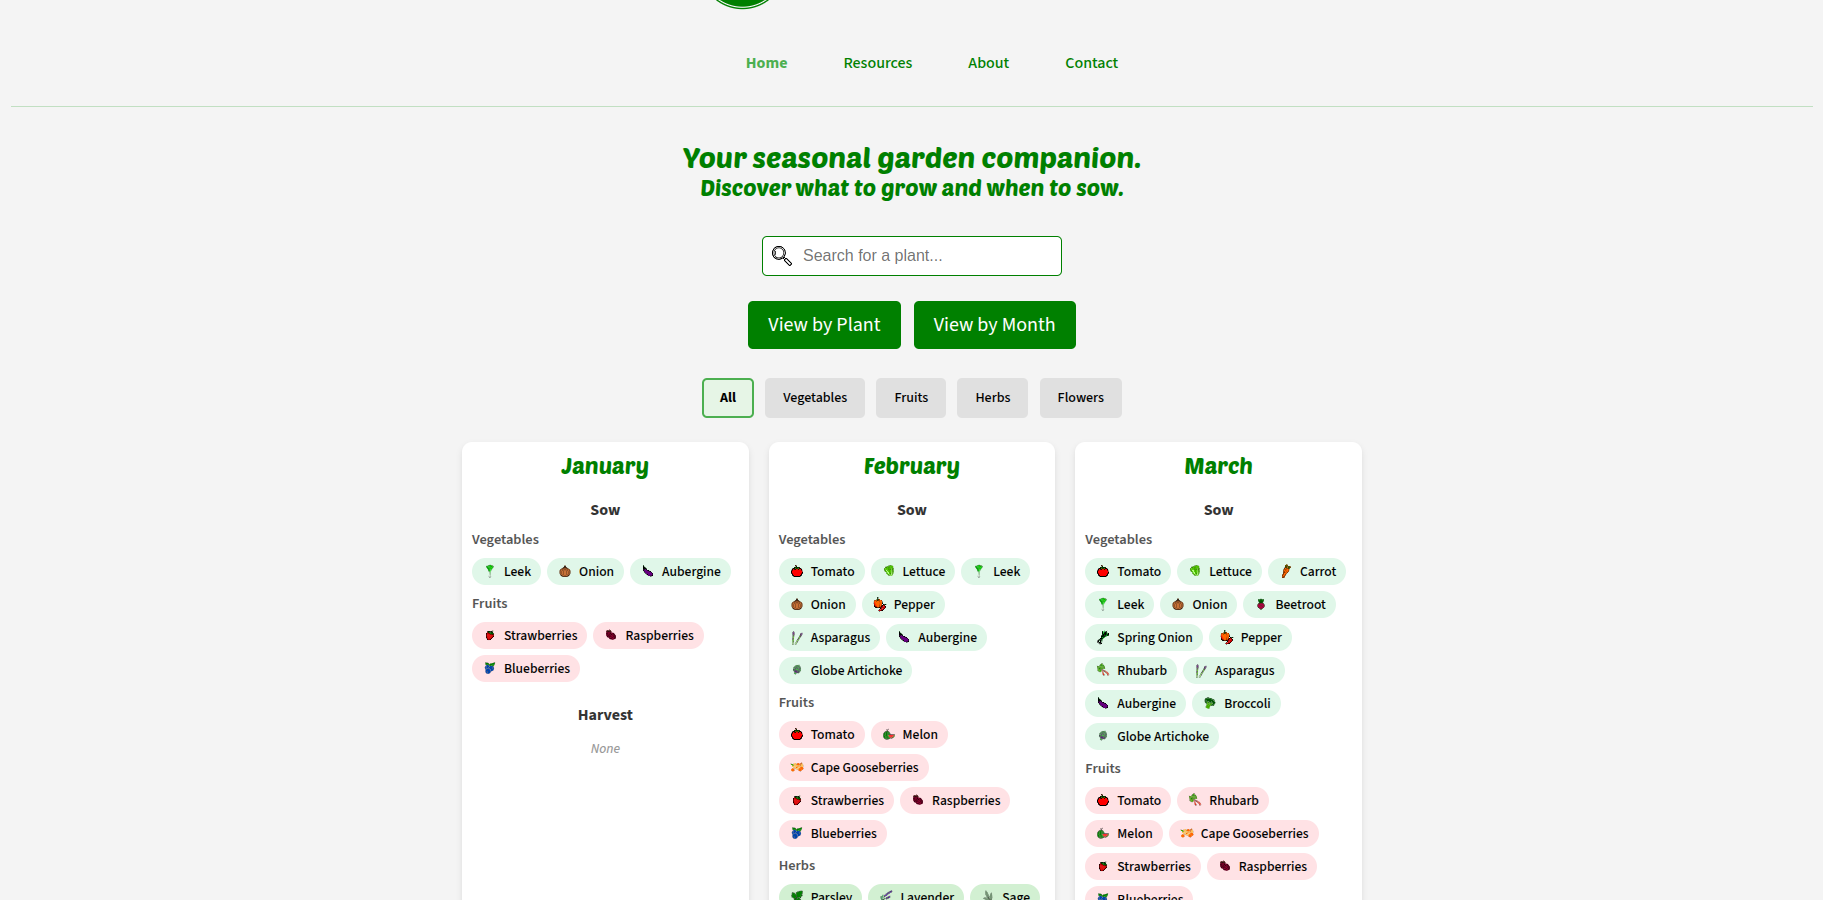 Home Resources About Contact
Your seasonal garden companion.
Discover what to grow and when to sow.
Search for a plant...
View by Plant View by Month
All Vegetables Fruits Herbs Flowers
January
Sow
Vegetables
Leek Onion Aubergine
Fruits
Strawberries Raspberries
Blueberries
Harvest
None
February
Sow
Vegetables
Tomato Lettuce Leek
Onion Pepper
Asparagus Aubergine
Globe Artichoke
Fruits
Tomato Melon
Cape Gooseberries
Strawberries Raspberries
Blueberries
Herbs
Parsley Lavender Sage
March
Sow
Vegetables
Tomato Lettuce Carrot
Leek Onion Beetroot
Spring Onion Pepper
Rhubarb Asparagus
Aubergine Broccoli
Globe Artichoke
Fruits
Tomato Rhubarb
Melon Cape Gooseberries
Strawberries Raspberries
Blueberries